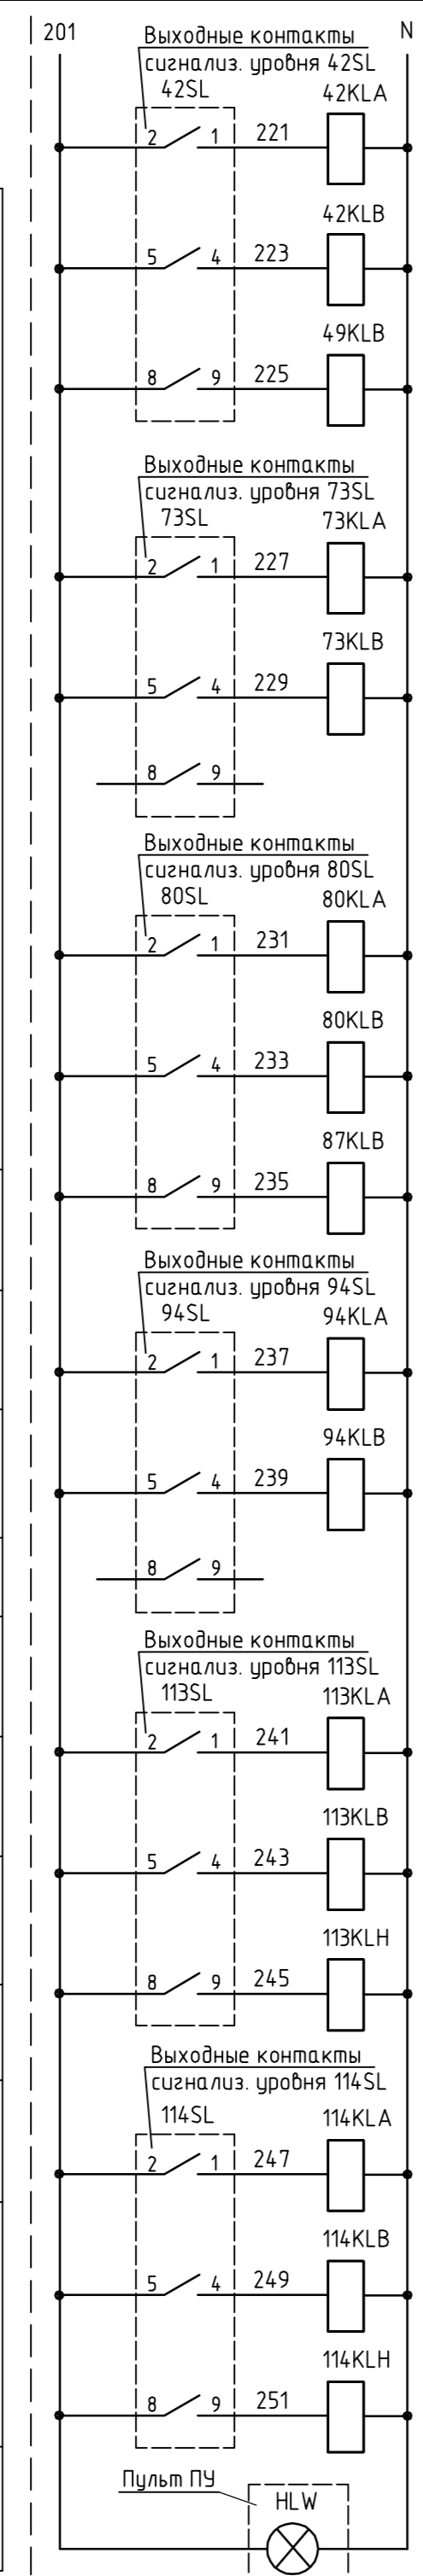 201
N
Выходные контакты
сигнализ. уровня 42SL
42SL
42KLA
2 1 221
42KLB
5 4 223
49KLB
8 9 225
Выходные контакты
сигнализ. уровня 73SL
73SL
73KLA
2 1 227
73KLB
5 4 229
8 9
Выходные контакты
сигнализ. уровня 80SL
80SL
80KLA
2 1 231
80KLB
5 4 233
87KLB
8 9 235
Выходные контакты
сигнализ. уровня 94SL
94SL
94KLA
2 1 237
94KLB
5 4 239
8 9
Выходные контакты
сигнализ. уровня 113SL
113SL
113KLA
2 1 241
113KLB
5 4 243
113KLH
8 9 245
Выходные контакты
сигнализ. уровня 114SL
114SL
114KLA
2 1 247
114KLB
5 4 249
114KLH
8 9 251
Пульт ПУ
HLW